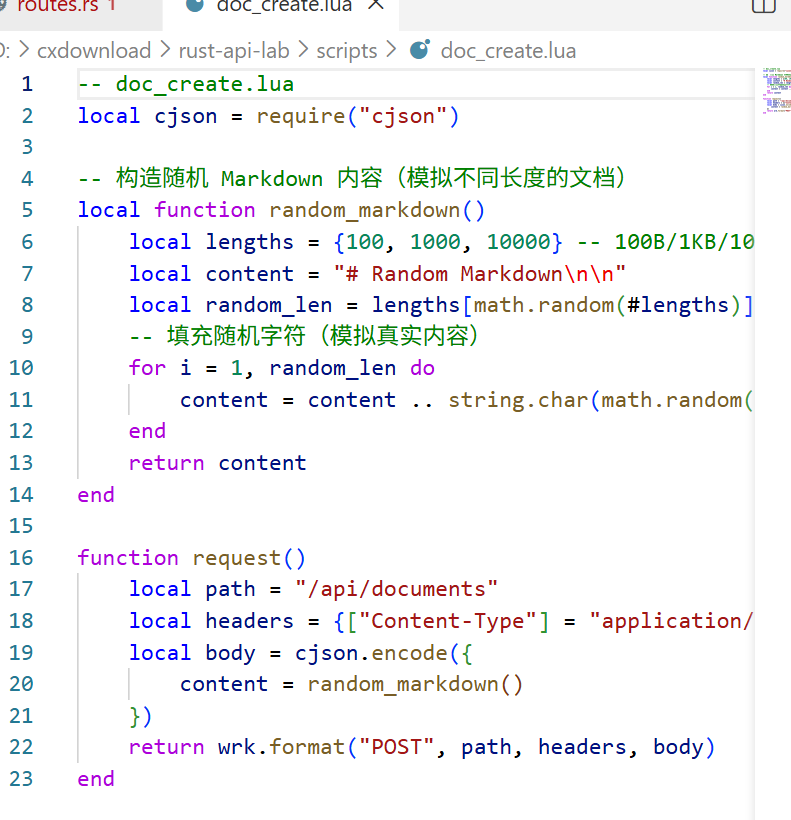 routes.rs 1
doc_create.lua
cxdownload > rust-api-lab > scripts > doc_create.lua
1 -- doc_create.lua
2 local cjson = require("cjson")
3
4 -- 构造随机 Markdown 内容（模拟不同长度的文档）
5 local function random_markdown()
6 local lengths = {100, 1000, 10000} -- 100B/1KB/10
7 local content = "# Random Markdown\n\n"
8 local random_len = lengths[math.random(#lengths)]
9 -- 填充随机字符（模拟真实内容）
10 for i = 1, random_len do
11 content = content .. string.char(math.random(
12 end
13 return content
14 end
15
16 function request()
17 local path = "/api/documents"
18 local headers = {["Content-Type"] = "application/
19 local body = cjson.encode({
20 content = random_markdown()
21 })
22 return wrk.format("POST", path, headers, body)
23 end